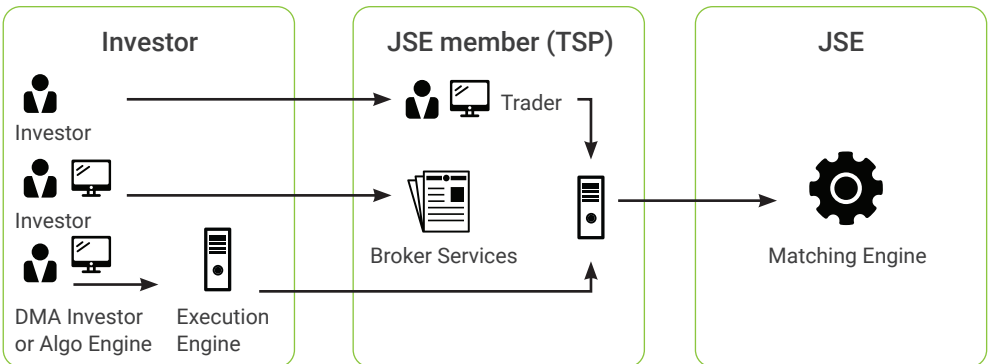 Investor
JSE member (TSP)
JSE
Investor
Trader
Investor
Broker Services
Matching Engine
DMA Investor
or Algo Engine
Execution
Engine